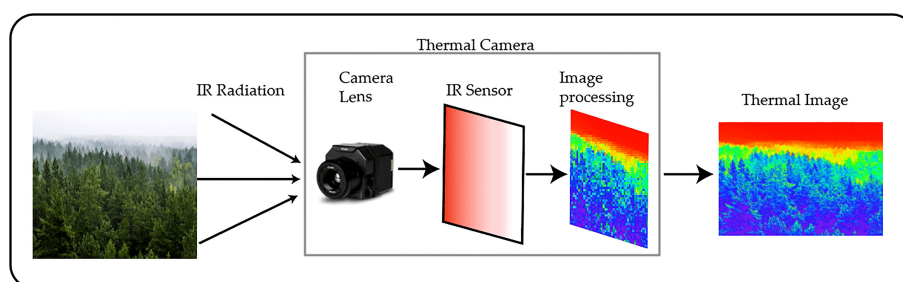 Thermal Camera
IR Radiation
Camera
Lens
IR Sensor
Image
processing
Thermal Image